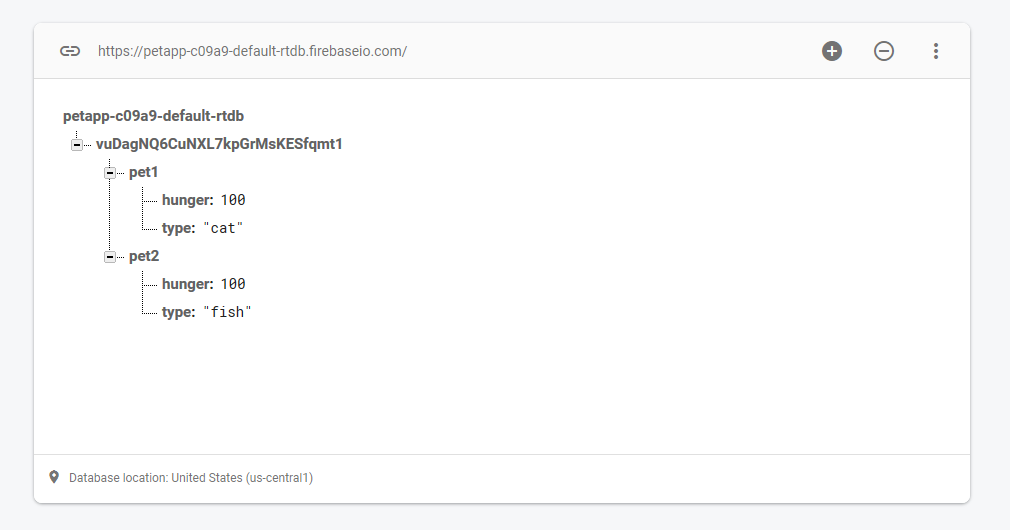 https://petapp-c09a9-default-rtdb.firebaseio.com/
petapp-c09a9-default-rtdb
vuDagNQ6CuNXL7kpGrMsKESfqmt1
pet1
hunger: 100
type: "cat"
pet2
hunger: 100
type: "fish"
Database location: United States (us-central1)